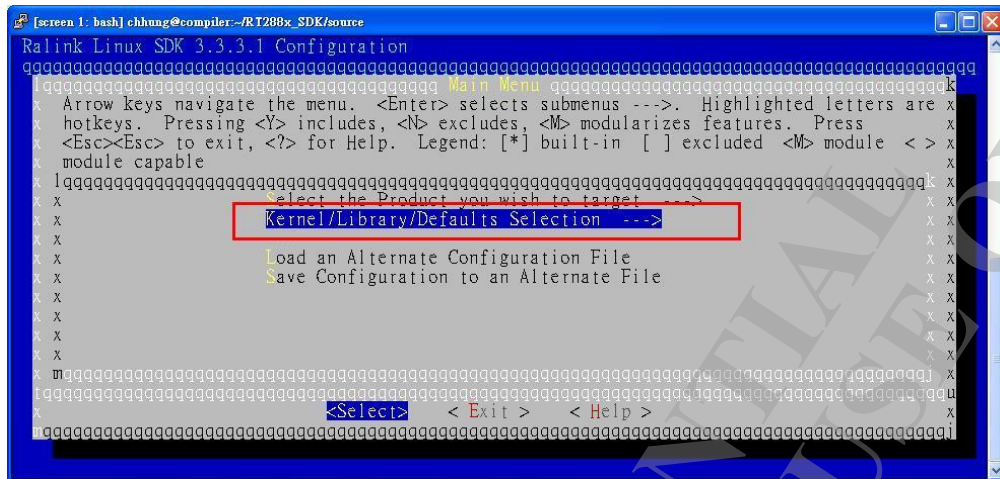 [screen 1: bash] chhung@compiler:~/RT288x_SDK/source
Ralink Linux SDK 3.3.3.1 Configuration
Main Menu
Arrow keys navigate the menu. <Enter> selects submenus --->. Highlighted letters are
hotkeys. Pressing <Y> includes, <N> excludes, <M> modularizes features. Press
<Esc><Esc> to exit, <?> for Help. Legend: [*] built-in [ ] excluded <M> module < >
module capable
Select the Product you wish to target --->
Kernel/Library/Defaults Selection --->
Load an Alternate Configuration File
Save Configuration to an Alternate File
<Select> < Exit > < Help >